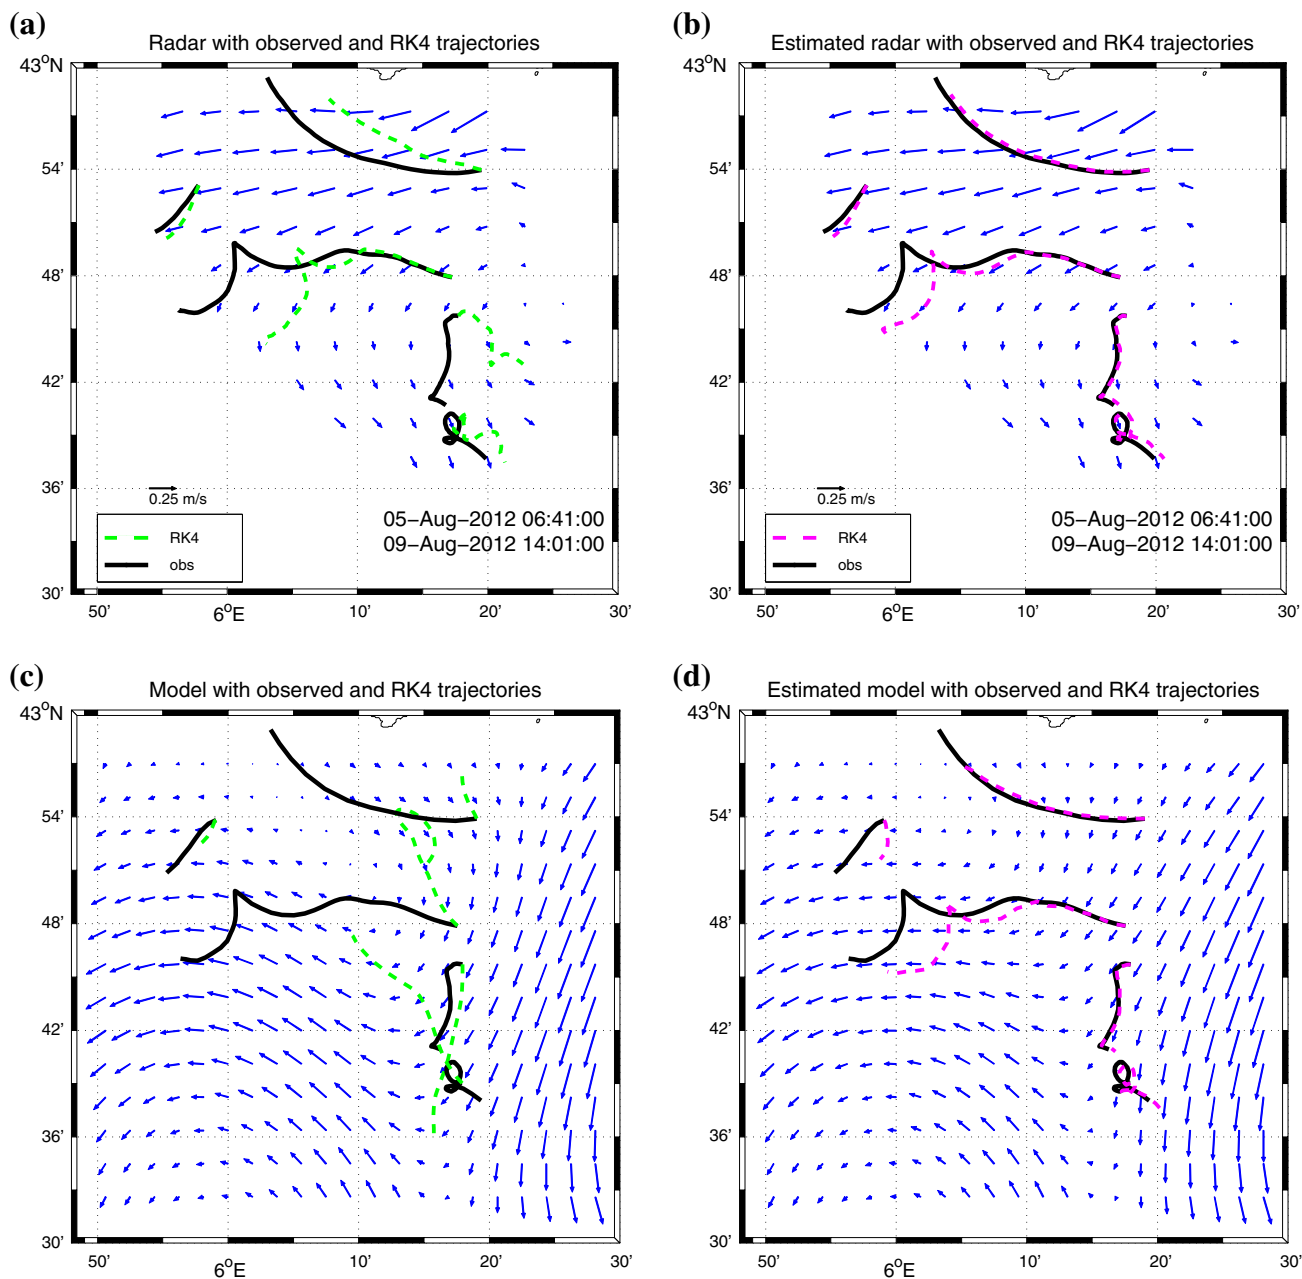 (a)
Radar with observed and RK4 trajectories
43°N
54'
48'
42'
36'
30'
0.25 m/s
05-Aug-2012 06:41:00
09-Aug-2012 14:01:00
RK4
obs
50'
6°E
10'
20'
30'
(b)
Estimated radar with observed and RK4 trajectories
43°N
54'
48'
42'
36'
30'
0.25 m/s
05-Aug-2012 06:41:00
09-Aug-2012 14:01:00
RK4
obs
50'
6°E
10'
20'
30'
(c)
Model with observed and RK4 trajectories
43°N
54'
48'
42'
36'
30'
50'
6°E
10'
20'
30'
(d)
Estimated model with observed and RK4 trajectories
43°N
54'
48'
42'
36'
30'
50'
6°E
10'
20'
30'